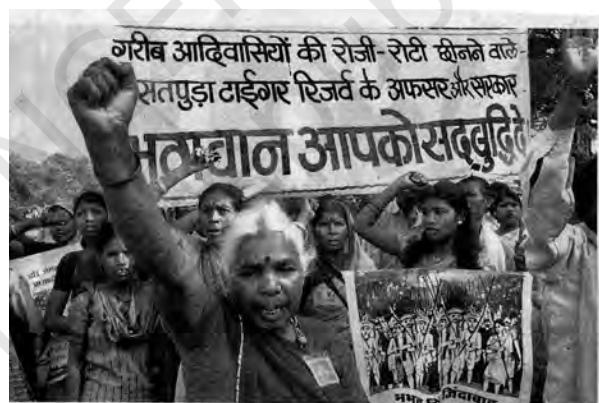 गरीब आदिवासियों की रोजी-रोटी छीनने वाले-
सतपुड़ा टाईगर रिजर्व के अफसर और सरकार
भगवान आपको सद्बुद्धि दे
जिंदाबाद